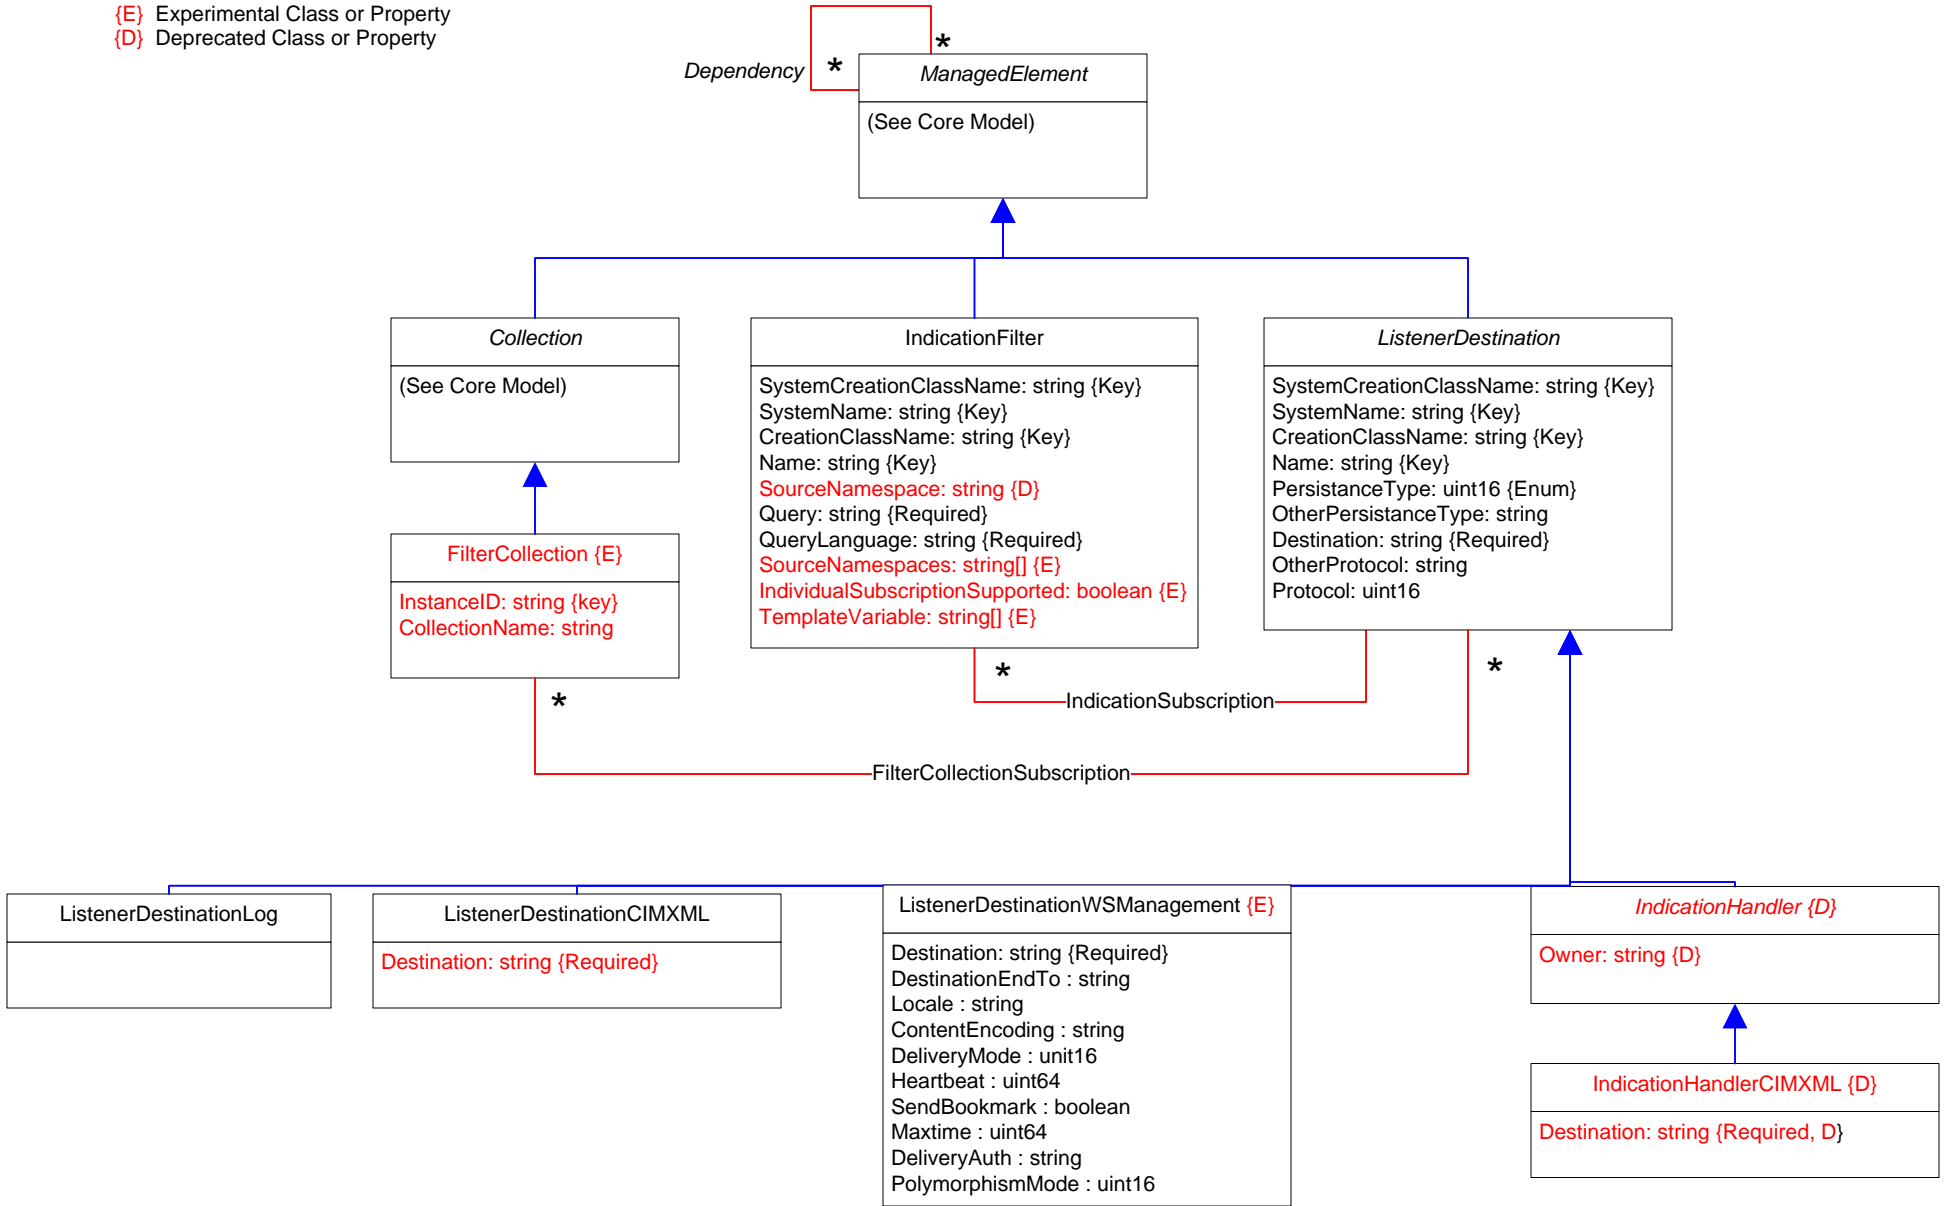 {E} Experimental Class or Property
{D} Deprecated Class or Property
*
Dependency
*
ManagedElement
(See Core Model)
Collection
(See Core Model)
IndicationFilter
SystemCreationClassName: string {Key}
SystemName: string {Key}
CreationClassName: string {Key}
Name: string {Key}
SourceNamespace: string {D}
Query: string {Required}
QueryLanguage: string {Required}
SourceNamespaces: string[] {E}
IndividualSubscriptionSupported: boolean {E}
TemplateVariable: string[] {E}
ListenerDestination
SystemCreationClassName: string {Key}
SystemName: string {Key}
CreationClassName: string {Key}
Name: string {Key}
PersistanceType: uint16 {Enum}
OtherPersistanceType: string
Destination: string {Required}
OtherProtocol: string
Protocol: uint16
FilterCollection {E}
InstanceID: string {key}
CollectionName: string
*
*
*
IndicationSubscription
FilterCollectionSubscription
ListenerDestinationLog
ListenerDestinationCIMXML
Destination: string {Required}
ListenerDestinationWSManagement {E}
Destination: string {Required}
DestinationEndTo : string
Locale : string
ContentEncoding : string
DeliveryMode : unit16
Heartbeat : uint64
SendBookmark : boolean
Maxtime : uint64
DeliveryAuth : string
PolymorphismMode : uint16
IndicationHandler {D}
Owner: string {D}
IndicationHandlerCIMXML {D}
Destination: string {Required, D}